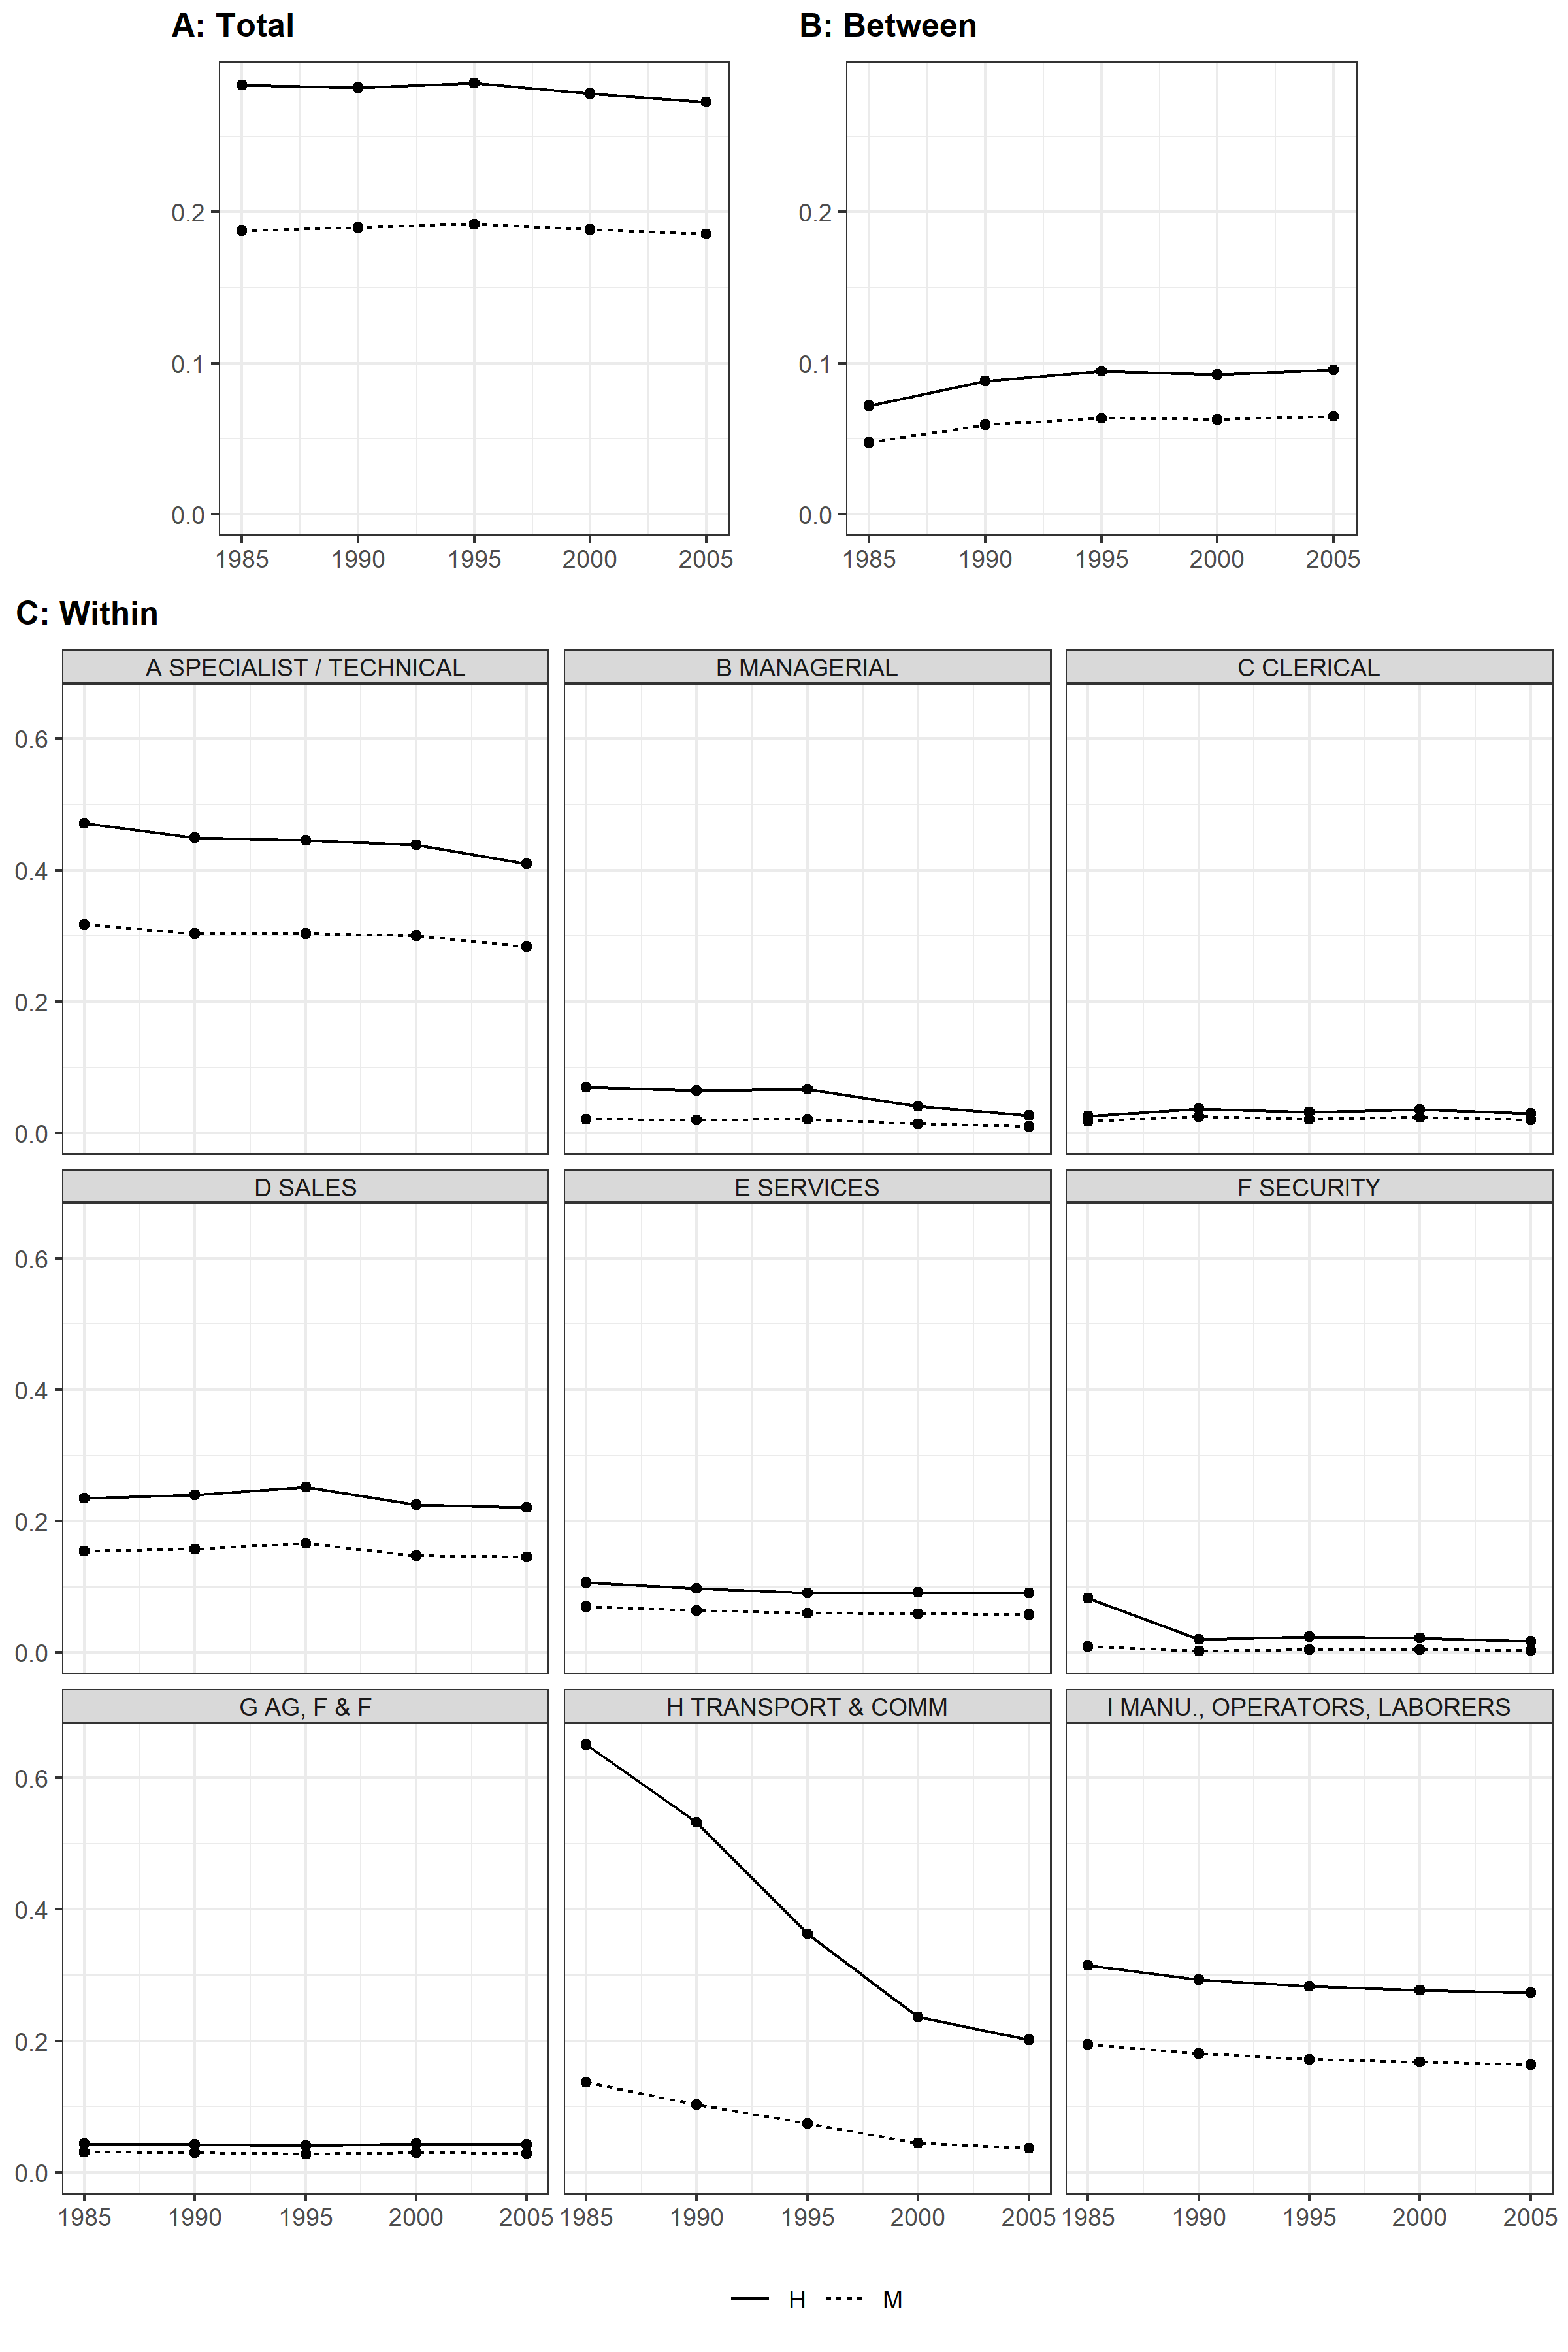 A: Total
B: Between
0.2
0.1
0.0
1985 1990 1995 2000 2005
0.2
0.1
0.0
1985 1990 1995 2000 2005
C: Within
A SPECIALIST / TECHNICAL
B MANAGERIAL
C CLERICAL
0.6
0.4
0.2
0.0
D SALES
E SERVICES
F SECURITY
0.6
0.4
0.2
0.0
G AG, F & F
H TRANSPORT & COMM
I MANU., OPERATORS, LABORERS
0.6
0.4
0.2
0.0
1985 1990 1995 2000 2005
1985 1990 1995 2000 2005
1985 1990 1995 2000 2005
H M